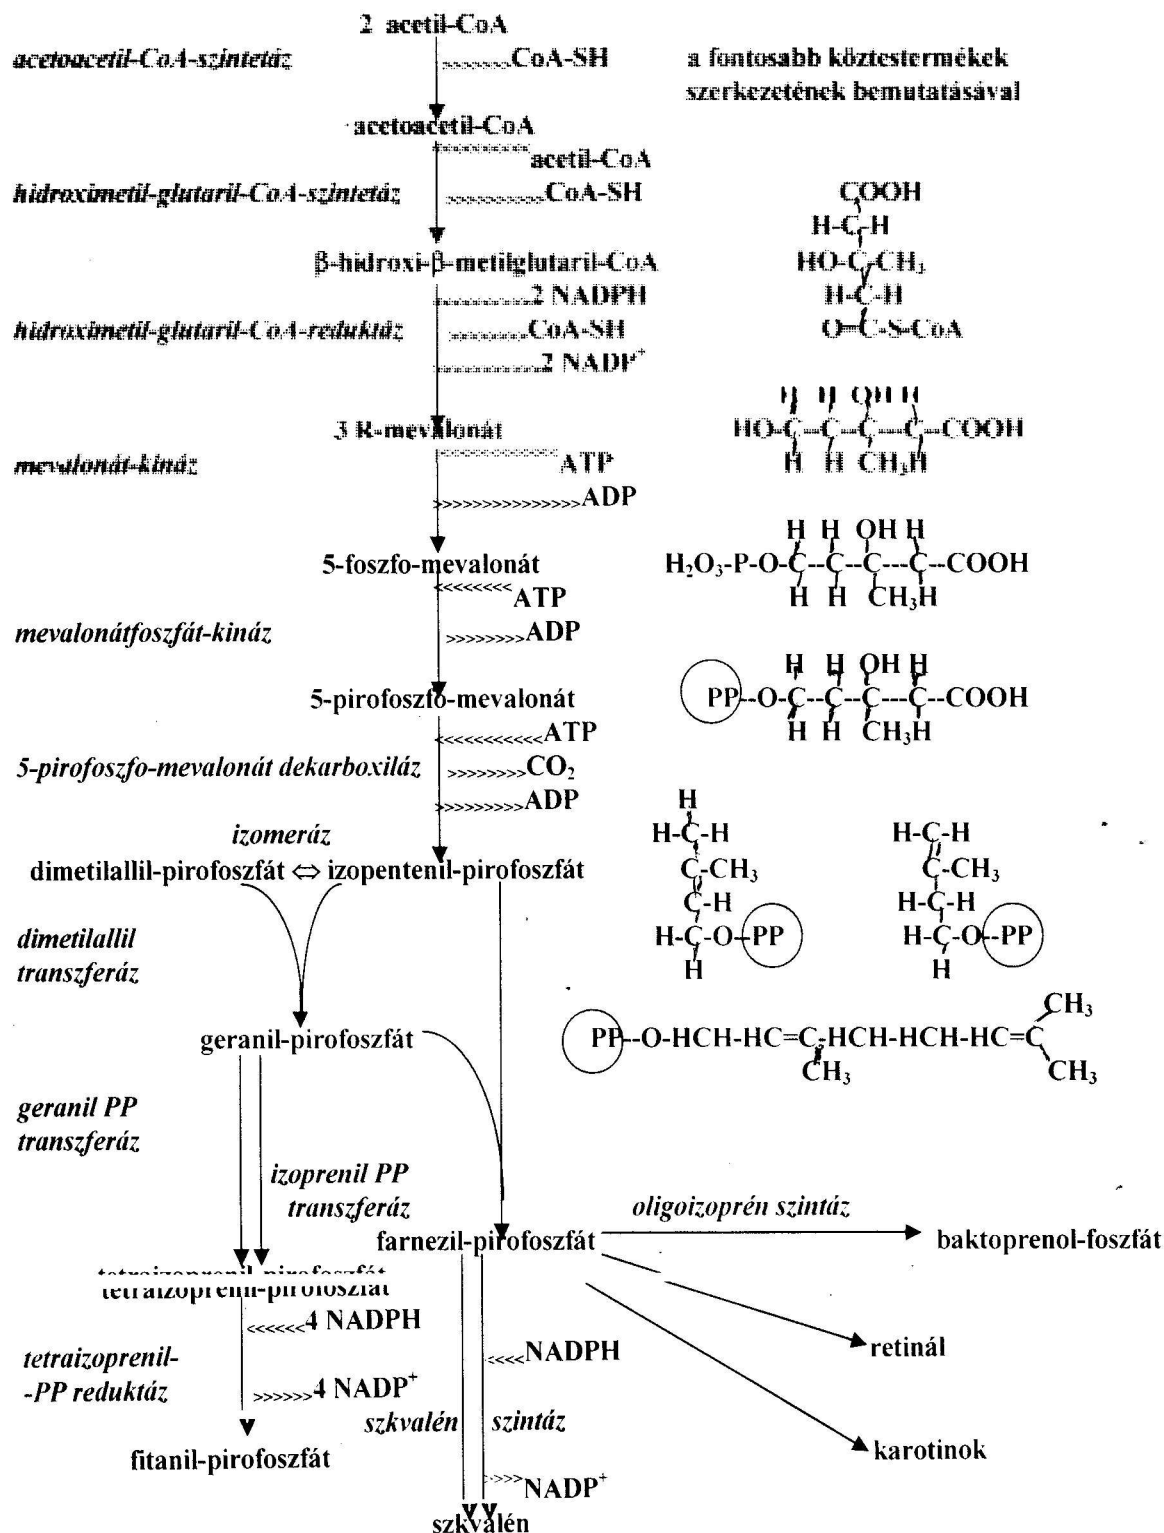 2 acetil-CoA
acetoacetil-CoA-szintetáz
CoA-SH
a fontosabb köztestermékek
szerkezetének bemutatásával
acetoacetil-CoA
acetil-CoA
hidroximetil-glutaril-CoA-szintetáz
CoA-SH
COOH
H-C-H
β-hidroxi-β-metilglutaril-CoA
HO-C-CH₃
2 NADPH
H-C-H
hidroximetil-glutaril-CoA-reduktáz
CoA-SH
O=C-S-CoA
2 NADP⁺
H H OH H
3 R-mevalonát
HO-C--C--C---C---COOH
mevalonát-kináz
ATP
H H CH₃H
>>>>>>>>>>>>>>>ADP
H H OH H
5-foszfo-mevalonát
H₂O₃-P-O-C--C--C---C---COOH
<<<<<<<<ATP
H H CH₃H
mevalonátfoszfát-kináz
>>>>>>>>ADP
H H OH H
5-pirofoszfo-mevalonát
PP--O-C--C--C---C---COOH
H H CH₃H
<<<<<<<<<<<ATP
5-pirofoszfo-mevalonát dekarboxiláz
>>>>>>>>CO₂
>>>>>>>>>ADP
H
izomeráz
H-C-H
H-C-H
dimetilallil-pirofoszfát ⇔ izopentenil-pirofoszfát
C-CH₃
C-CH₃
C-H
H-C-H
dimetilallil
transzferáz
H-C-O-PP
H-C-O--PP
H
H
CH₃
geranil-pirofoszfát
PP--O-HCH-HC=C-HCH-HCH-HC=C
CH₃
CH₃
geranil PP
transzferáz
izoprenil PP
transzferáz
oligoizoprén szintáz
farnezil-pirofoszfát
baktoprenol-foszfát
tetraizoprenil-pirofoszfát
<<<<<<4 NADPH
<<<<NADPH
retinál
tetraizoprenil-
-PP reduktáz
>>>>>>4 NADP⁺
szkvalén szintáz
karotinok
fitanil-pirofoszfát
>>>>NADP⁺
szkvalén